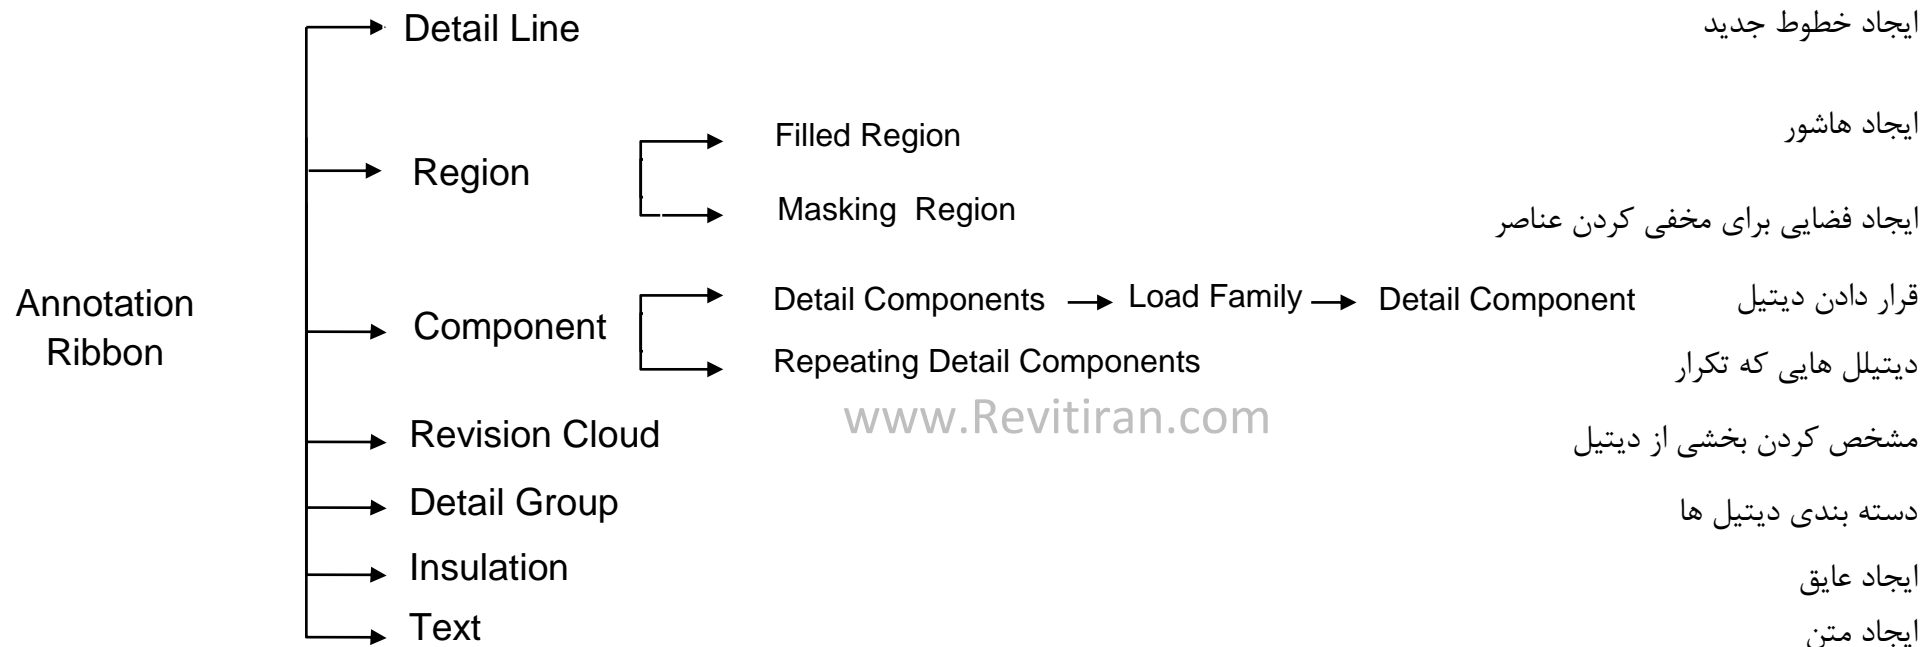 Detail Line
ایجاد خطوط جدید
Filled Region
ایجاد هاشور
Region
Masking Region
ایجاد فضایی برای مخفی کردن عناصر
Annotation
Ribbon
Component
Detail Components
Load Family
Detail Component
قرار دادن دیتیل
Repeating Detail Components
دیتیلل هایی که تکرار
www.Revitiran.com
Revision Cloud
مشخص کردن بخشی از دیتیل
Detail Group
دسته بندی دیتیل ها
Insulation
ایجاد عایق
Text
ایجاد متن